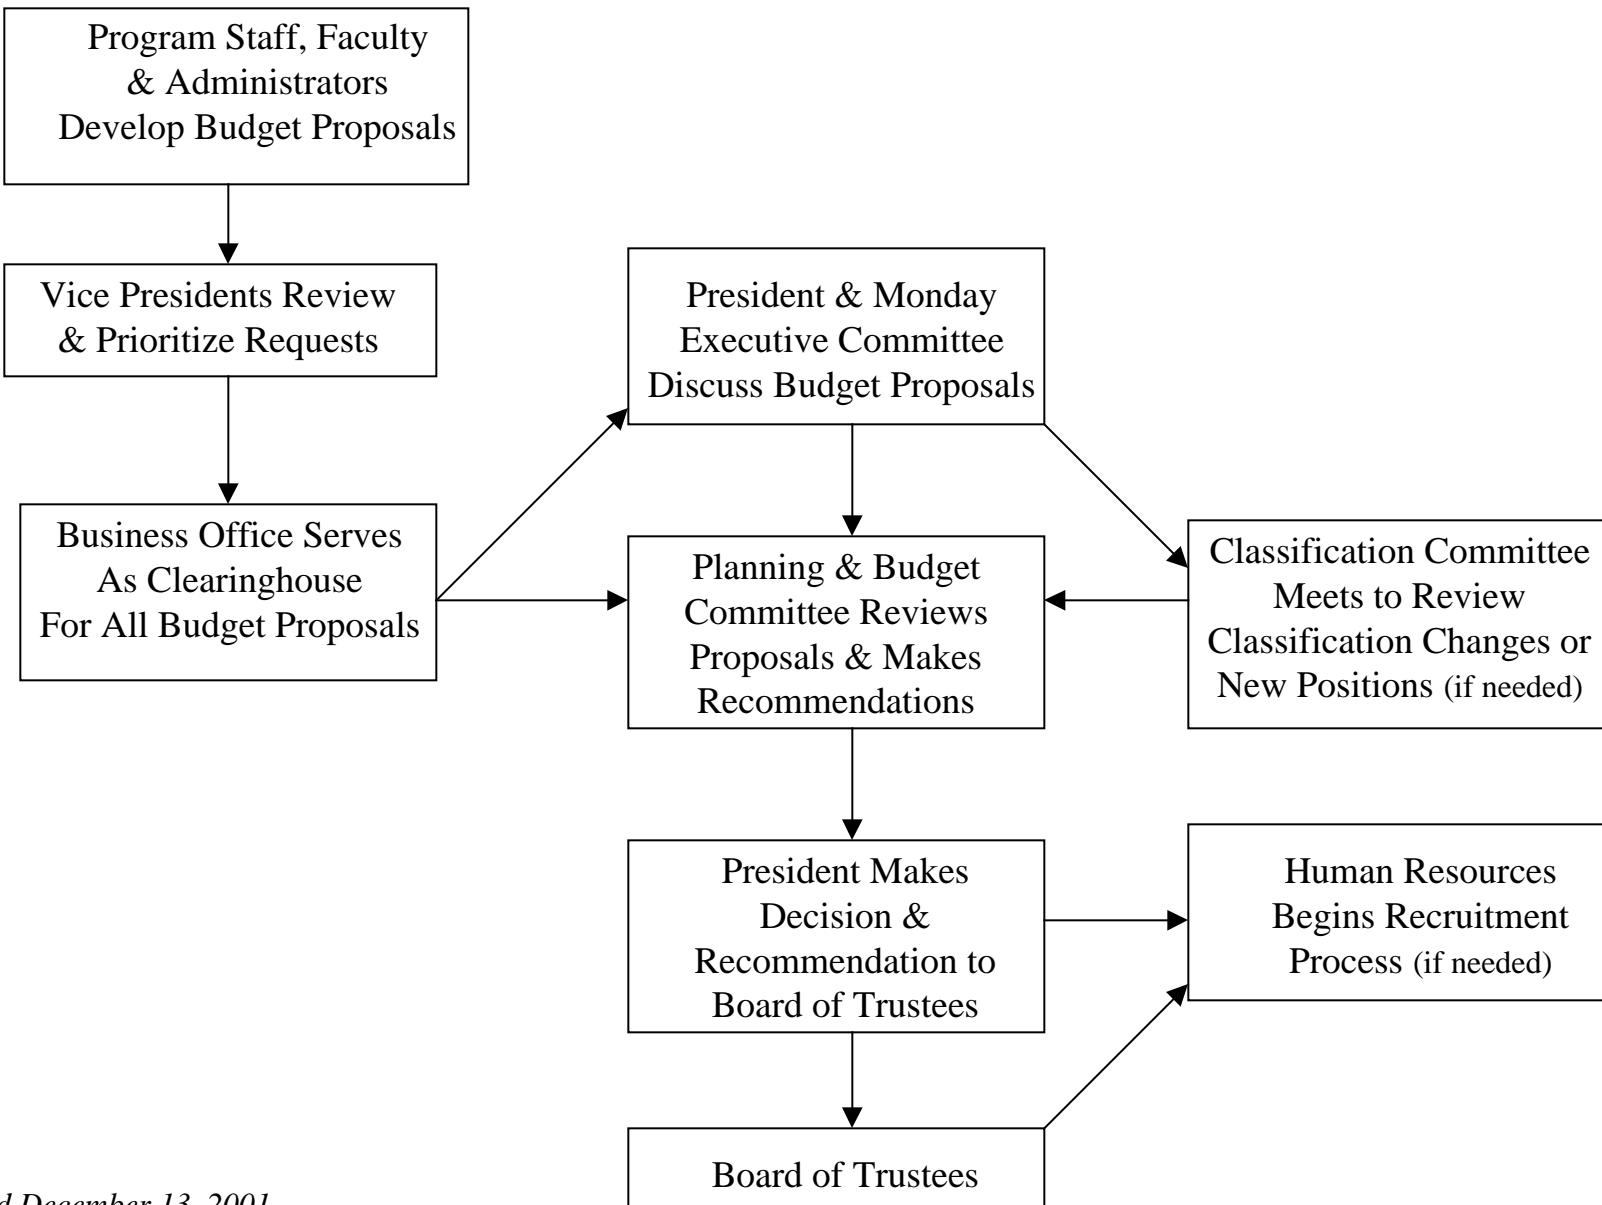 Program Staff, Faculty
& Administrators
Develop Budget Proposals
Vice Presidents Review
& Prioritize Requests
Business Office Serves
As Clearinghouse
For All Budget Proposals
President & Monday
Executive Committee
Discuss Budget Proposals
Planning & Budget
Committee Reviews
Proposals & Makes
Recommendations
Classification Committee
Meets to Review
Classification Changes or
New Positions (if needed)
President Makes
Decision &
Recommendation to
Board of Trustees
Human Resources
Begins Recruitment
Process (if needed)
Board of Trustees
December 13, 2001